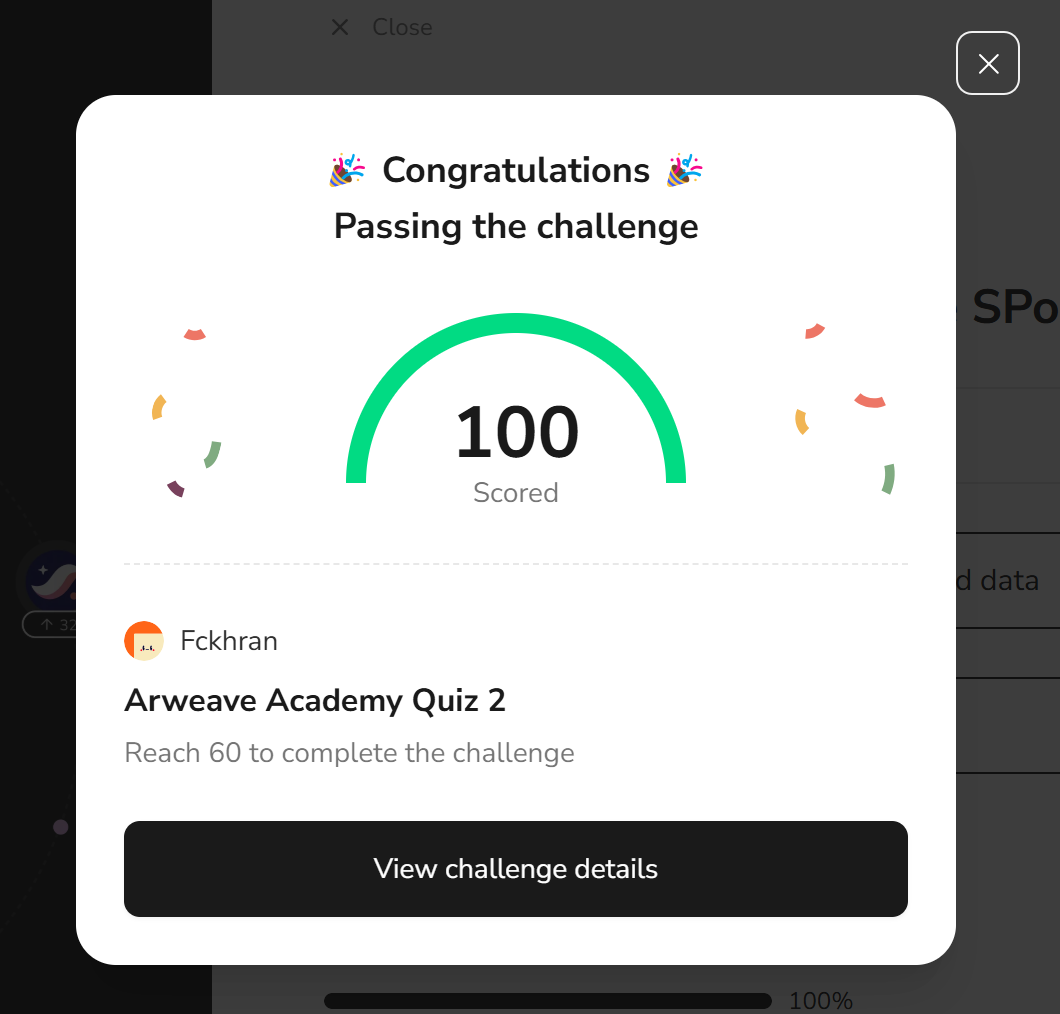 Close
🎉 Congratulations 🎉
Passing the challenge
SPo
100
Scored
d data
32
Fckhran
Arweave Academy Quiz 2
Reach 60 to complete the challenge
View challenge details
100%